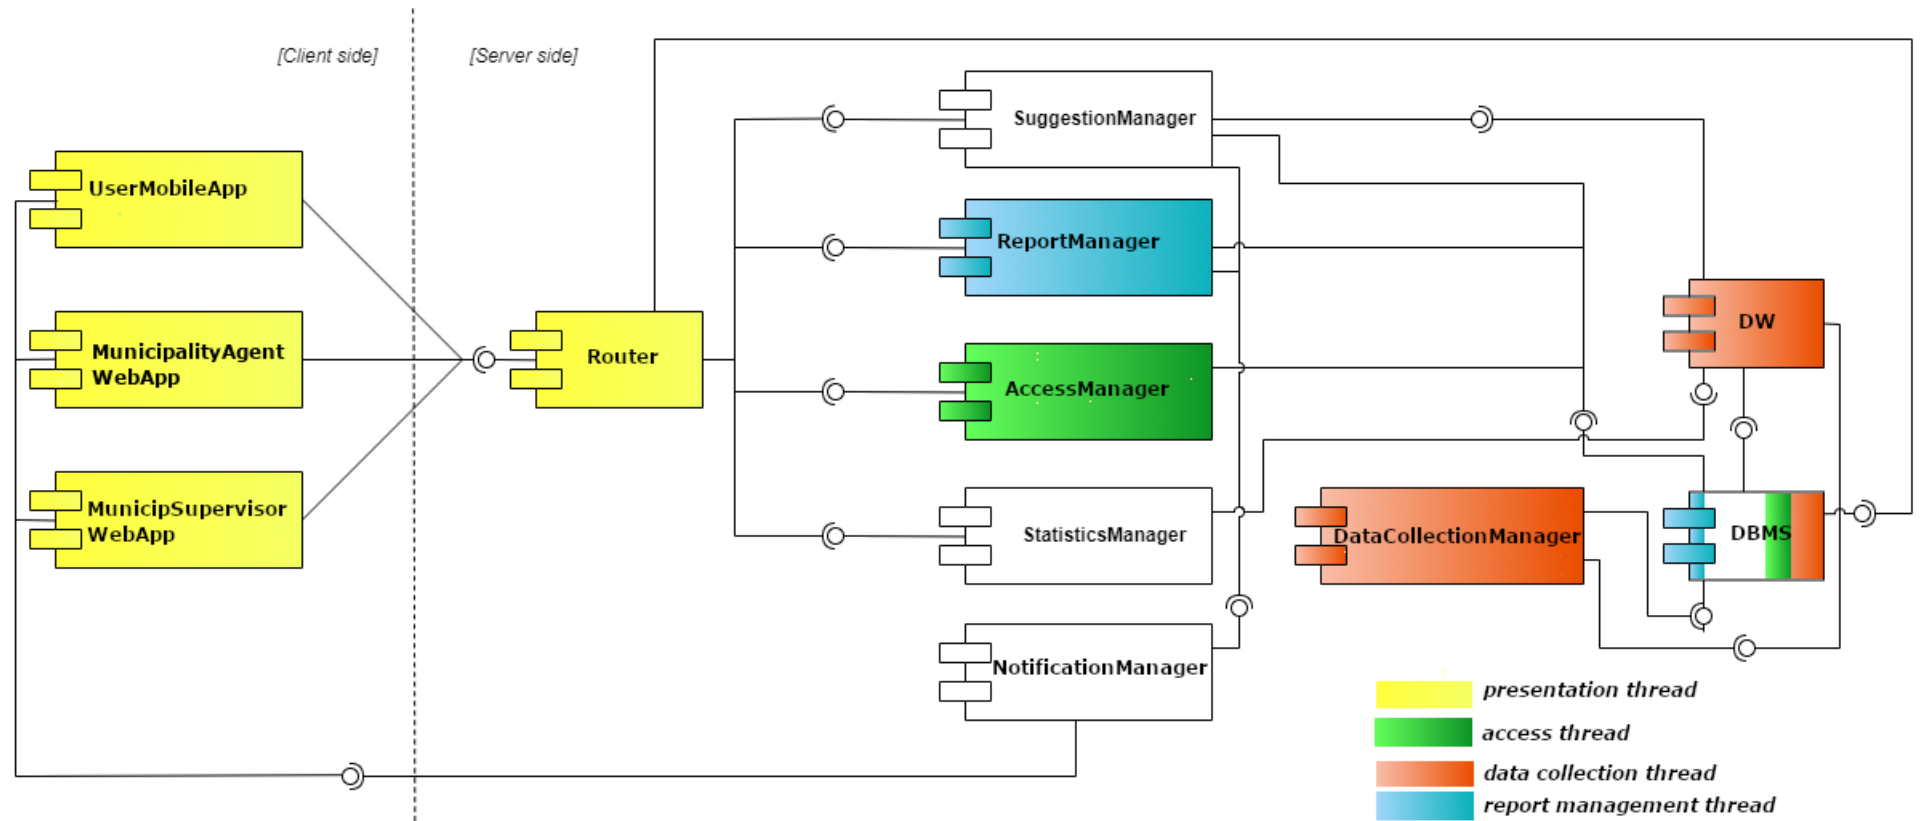 [Client side]
[Server side]
SuggestionManager
UserMobileApp
ReportManager
MunicipalityAgent
WebApp
Router
DW
AccessManager
MunicipSupervisor
WebApp
StatisticsManager
DataCollectionManager
DBMS
NotificationManager
presentation thread
access thread
data collection thread
report management thread